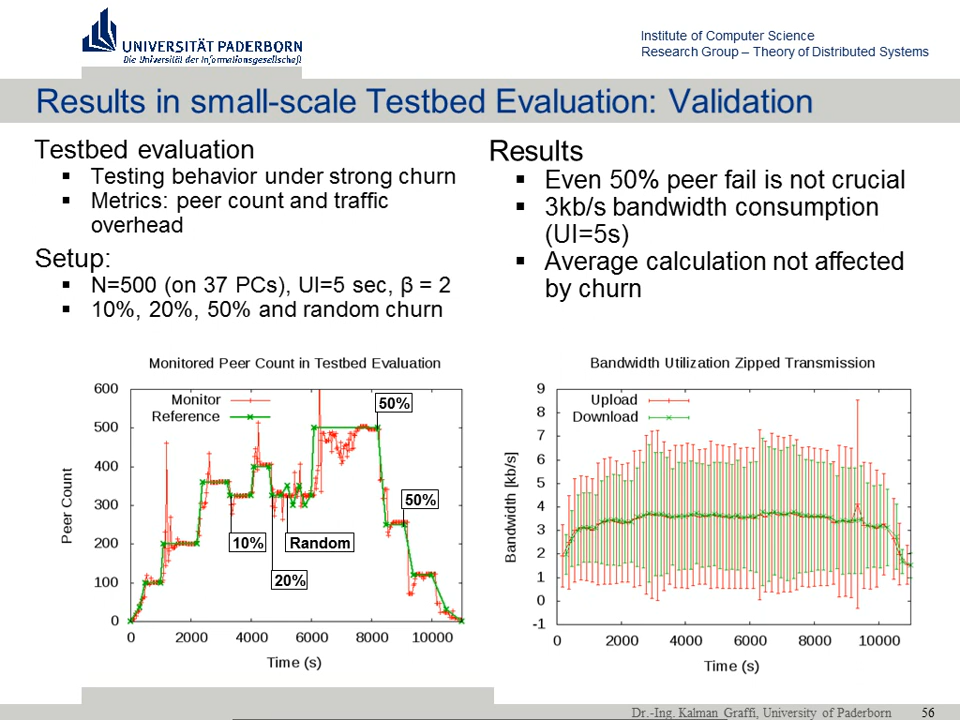 UNIVERSITÄT PADERBORN
Die Universität der Informationsgesellschaft
Institute of Computer Science
Research Group – Theory of Distributed Systems
Results in small-scale Testbed Evaluation: Validation
Testbed evaluation
▪ Testing behavior under strong churn
▪ Metrics: peer count and traffic
overhead
Setup:
▪ N=500 (on 37 PCs), UI=5 sec, β = 2
▪ 10%, 20%, 50% and random churn
Results
▪ Even 50% peer fail is not crucial
▪ 3kb/s bandwidth consumption
(UI=5s)
▪ Average calculation not affected
by churn
Monitored Peer Count in Testbed Evaluation
Monitor
Reference
Peer Count
600
500
400
300
200
100
0
50%
50%
10%
Random
20%
0 2000 4000 6000 8000 10000
Time (s)
Bandwidth Utilization Zipped Transmission
Upload
Download
Bandwidth [kb/s]
9
8
7
6
5
4
3
2
1
0
-1
0 2000 4000 6000 8000 10000
Time (s)
Dr.-Ing. Kalman Graffi, University of Paderborn 56